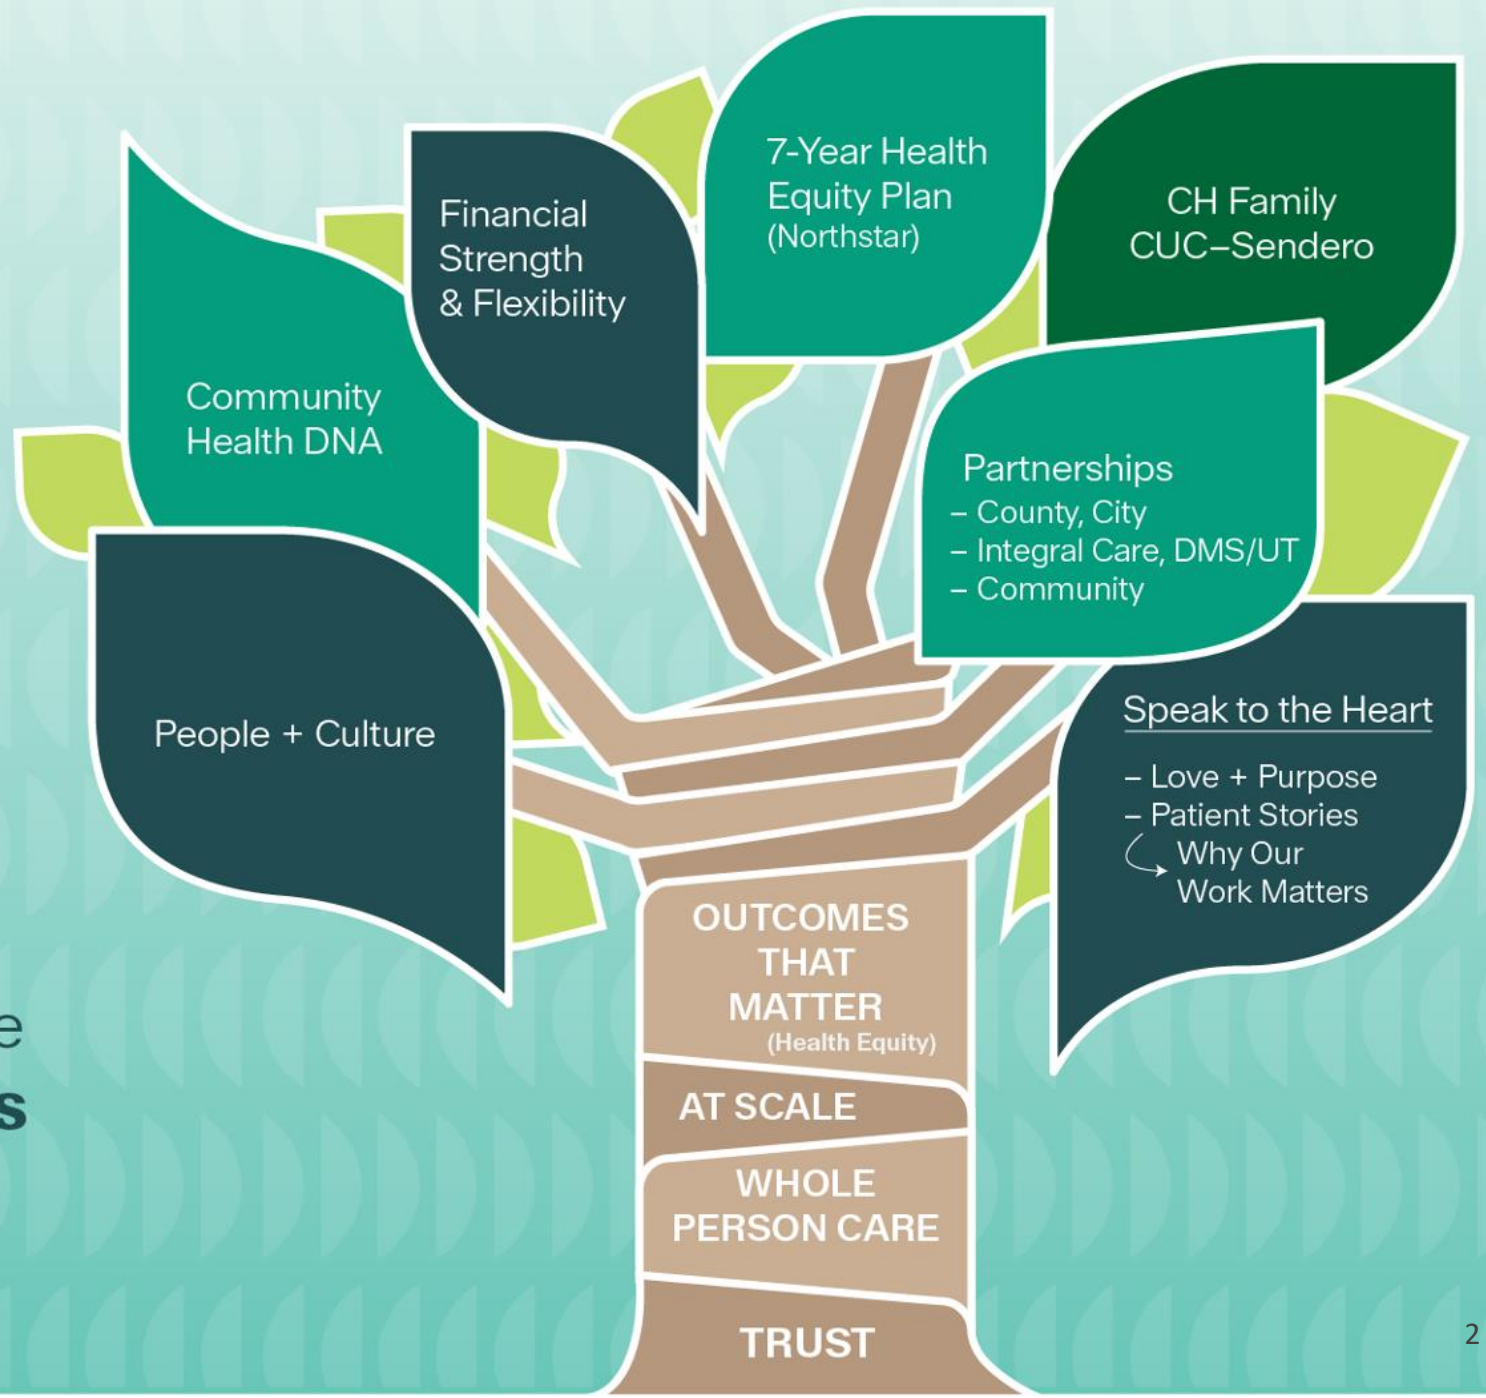 7-Year Health
Equity Plan
(Northstar)
CH Family
CUC–Sendero
Financial
Strength
& Flexibility
Community
Health DNA
Partnerships
– County, City
– Integral Care, DMS/UT
– Community
People + Culture
Speak to the Heart
– Love + Purpose
– Patient Stories
Why Our
Work Matters
OUTCOMES
THAT
MATTER
(Health Equity)
AT SCALE
WHOLE
PERSON CARE
TRUST
e
s
2